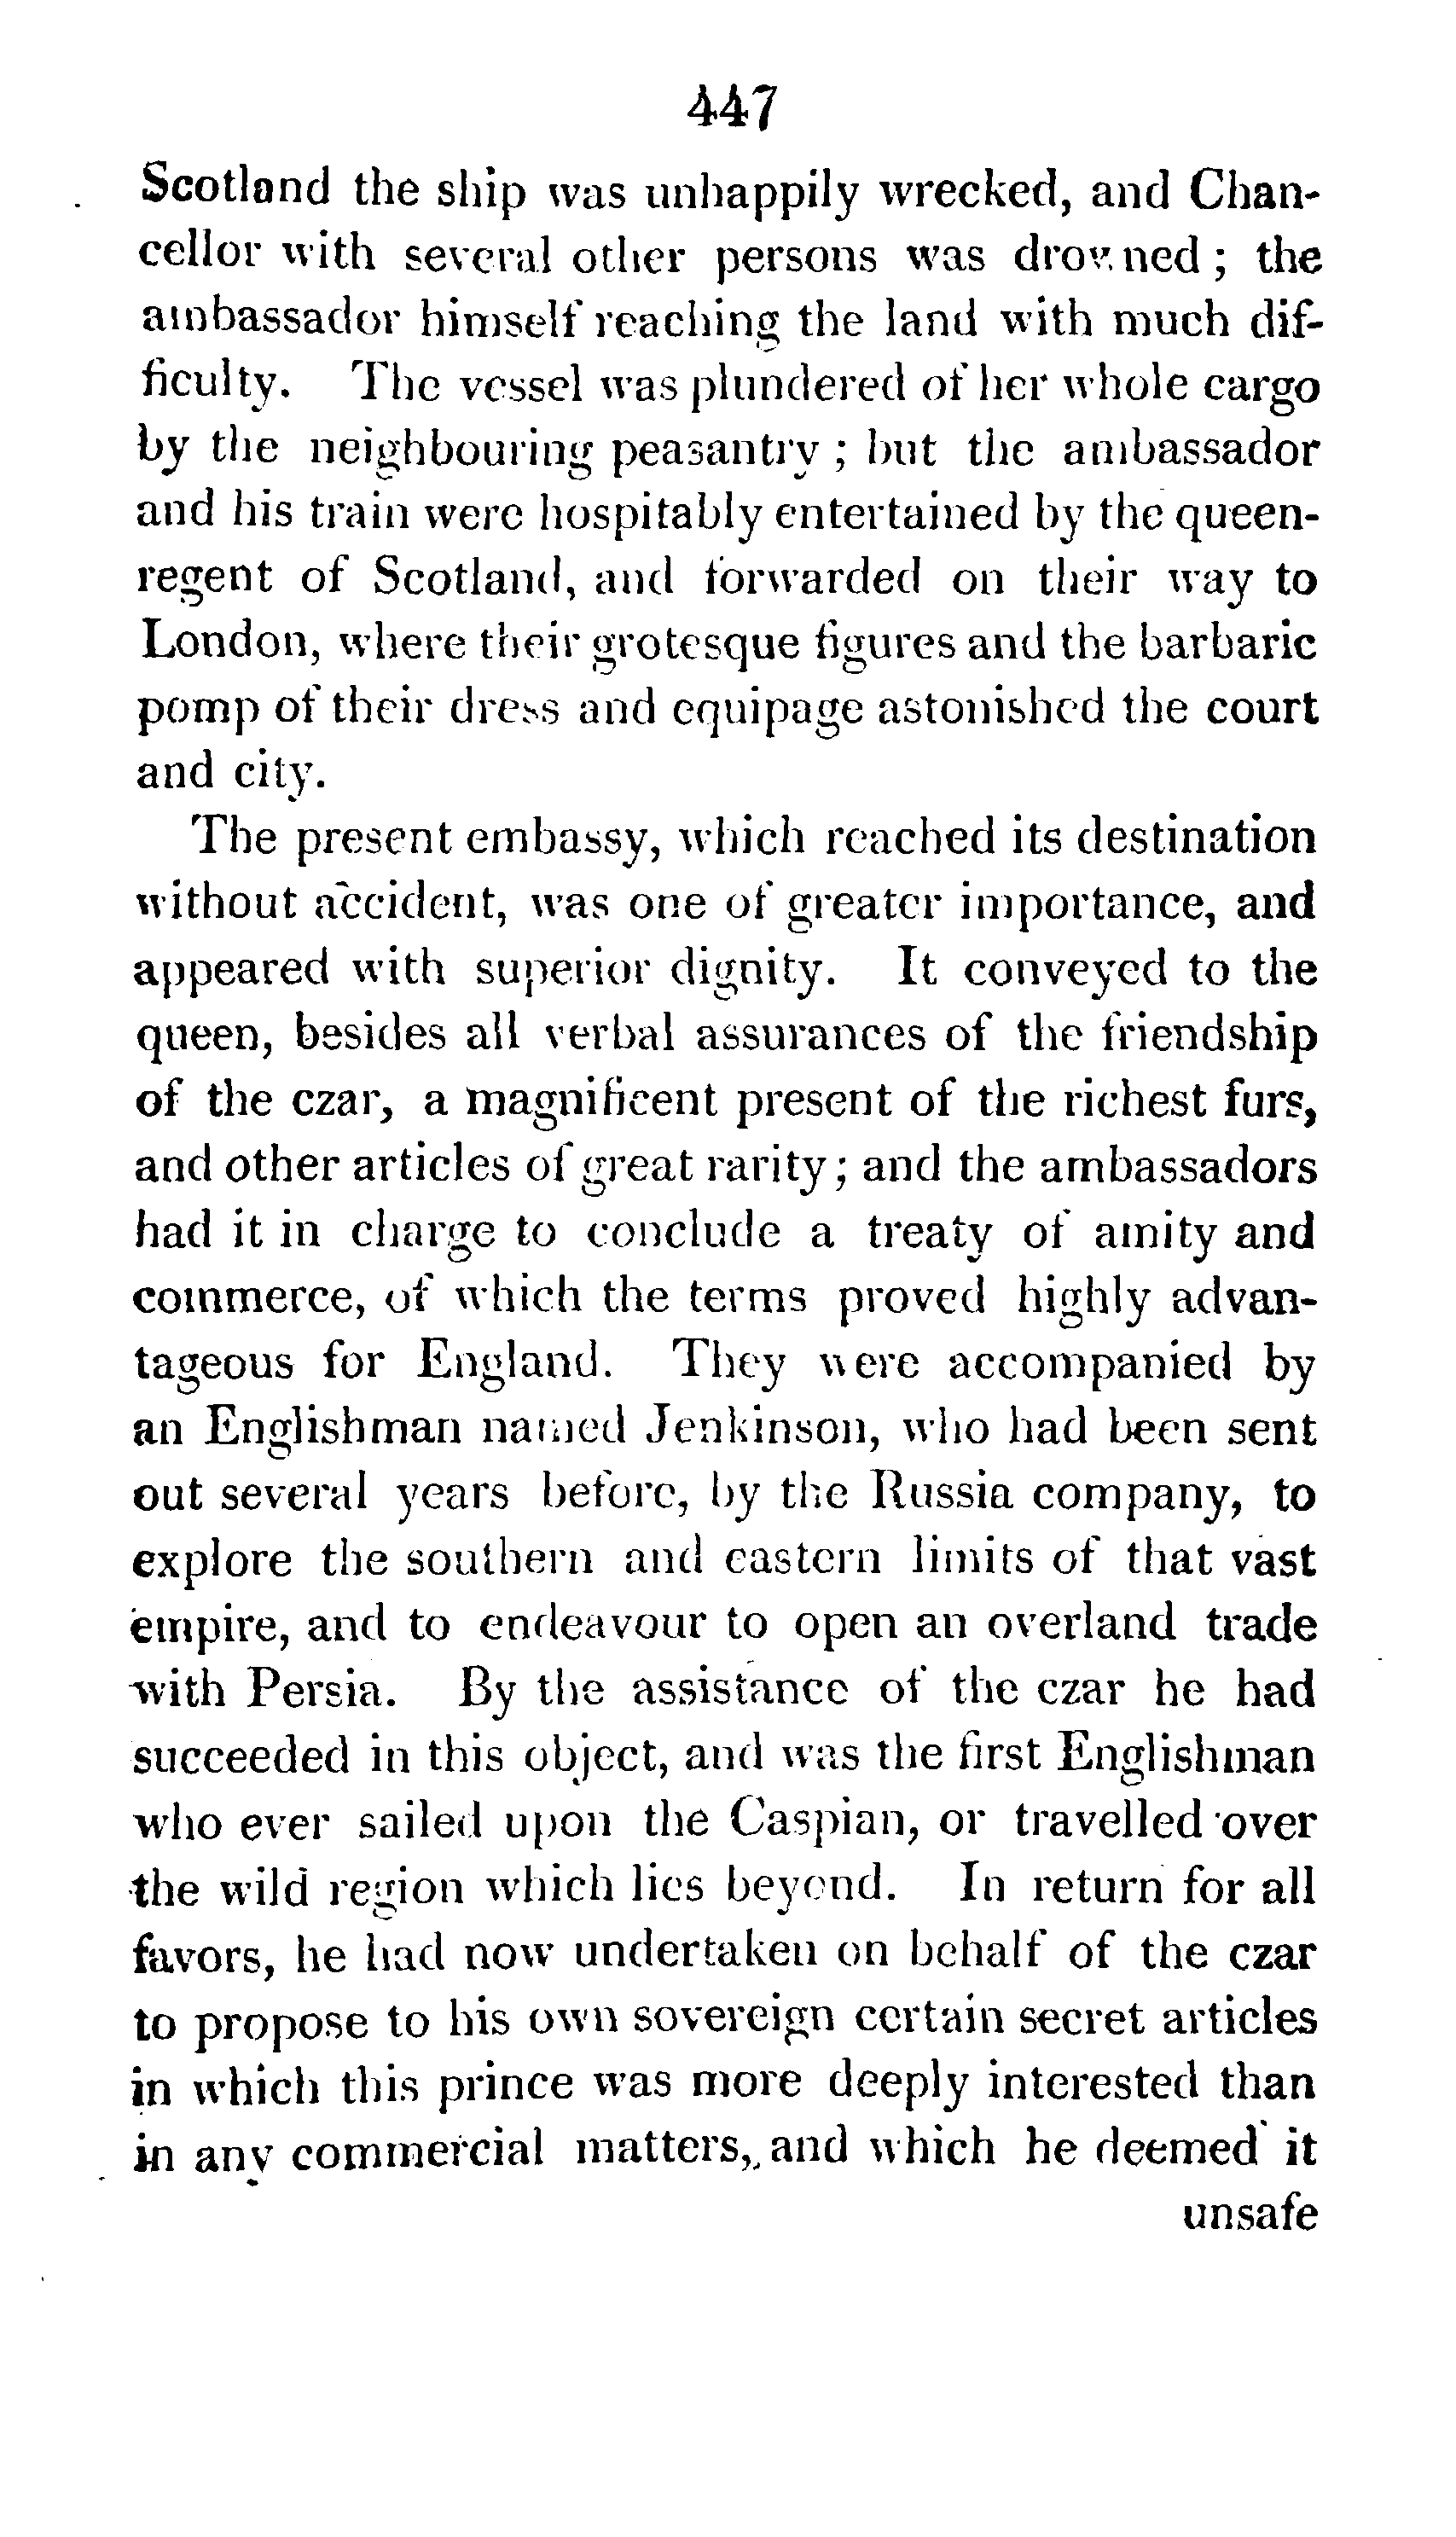 447
Scotland the ship was unhappily wrecked, and Chan-
cellor with several other persons was drowned; the
ambassador himself reaching the land with much dif-
ficulty. The vessel was plundered of her whole cargo
by the neighbouring peasantry; but the ambassador
and his train were hospitably entertained by the queen-
regent of Scotland, and forwarded on their way to
London, where their grotesque figures and the barbaric
pomp of their dress and equipage astonished the court
and city.
The present embassy, which reached its destination
without accident, was one of greater importance, and
appeared with superior dignity. It conveyed to the
queen, besides all verbal assurances of the friendship
of the czar, a magnificent present of the richest furs,
and other articles of great rarity; and the ambassadors
had it in charge to conclude a treaty of amity and
commerce, of which the terms proved highly advan-
tageous for England. They were accompanied by
an Englishman named Jenkinson, who had been sent
out several years before, by the Russia company, to
explore the southern and eastern limits of that vast
empire, and to endeavour to open an overland trade
with Persia. By the assistance of the czar he had
succeeded in this object, and was the first Englishman
who ever sailed upon the Caspian, or travelled over
the wild region which lies beyond. In return for all
favors, he had now undertaken on behalf of the czar
to propose to his own sovereign certain secret articles
in which this prince was more deeply interested than
in any commercial matters, and which he deemed it
unsafe